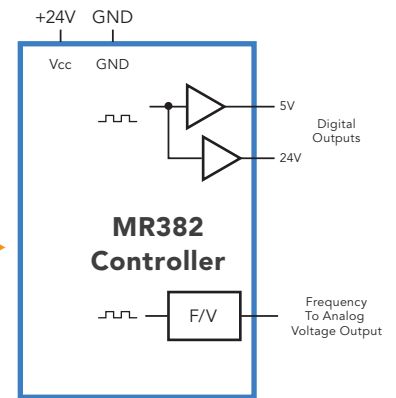 +24V GND
Vcc GND
5V
Digital
Outputs
24V
MR382
Controller
F/V
Frequency
To Analog
Voltage Output